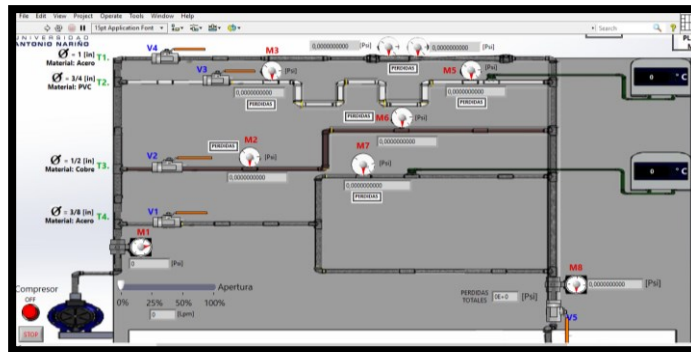 File Edit View Project Operate Tools Window Help
15pt Application Font
Search
UNIVERSIDAD
ANTONIO NARIÑO
Ø = 1 [in] T1.
Material: Acero
V4
M3
0,0000000000 [Psi]
0,0000000000 [Psi]
PERDIDAS
Ø = 3/4 [in] T2.
Material: PVC
V3
[Psi]
0,0000000000
PERDIDAS
M5
[Psi]
0,0000000000
PERDIDAS
0 °C
PERDIDAS
M6
[Psi]
0,0000000000
Ø = 1/2 [in] T3.
Material: Cobre
V2
PERDIDAS
M2
[Psi]
0,0000000000
M7
[Psi]
0,0000000000
PERDIDAS
0 °C
Ø = 3/8 [in] T4.
Material: Acero
V1
M1
0 [Psi]
M8
0,0000000000 [Psi]
Compresor
OFF
STOP
Apertura
0% 25% 50% 100%
0 [Lpm]
PERDIDAS
TOTALES
0E+0 [Psi]
V5